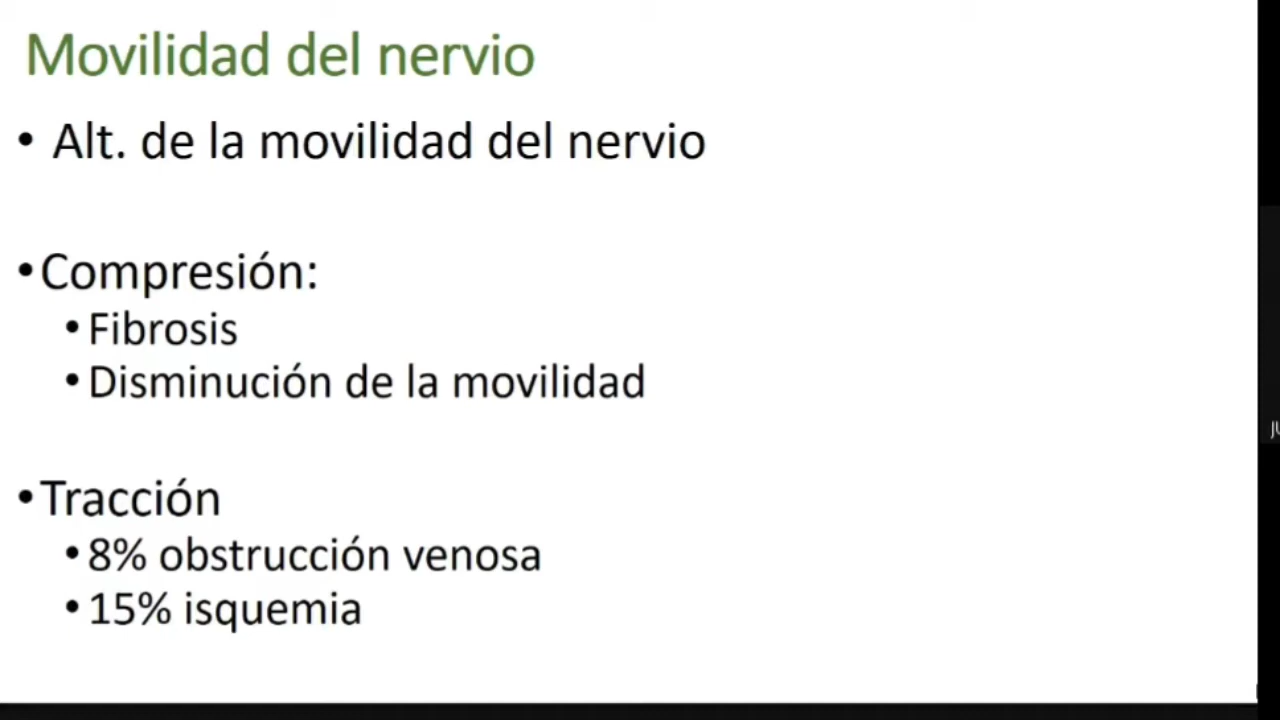 Movilidad del nervio
• Alt. de la movilidad del nervio
• Compresión:
• Fibrosis
• Disminución de la movilidad
• Tracción
• 8% obstrucción venosa
• 15% isquemia